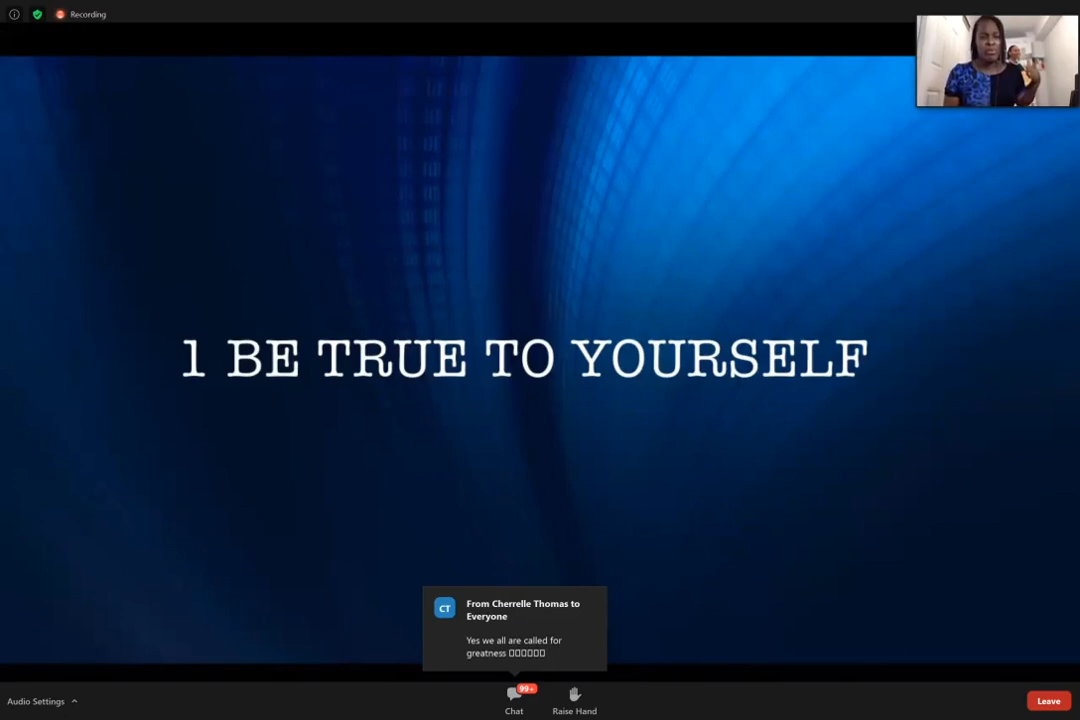 Recording
1 BE TRUE TO YOURSELF
CT
From Cherrelle Thomas to
Everyone
Yes we all are called for
greatness
Audio Settings
99+
Chat
Raise Hand
Leave